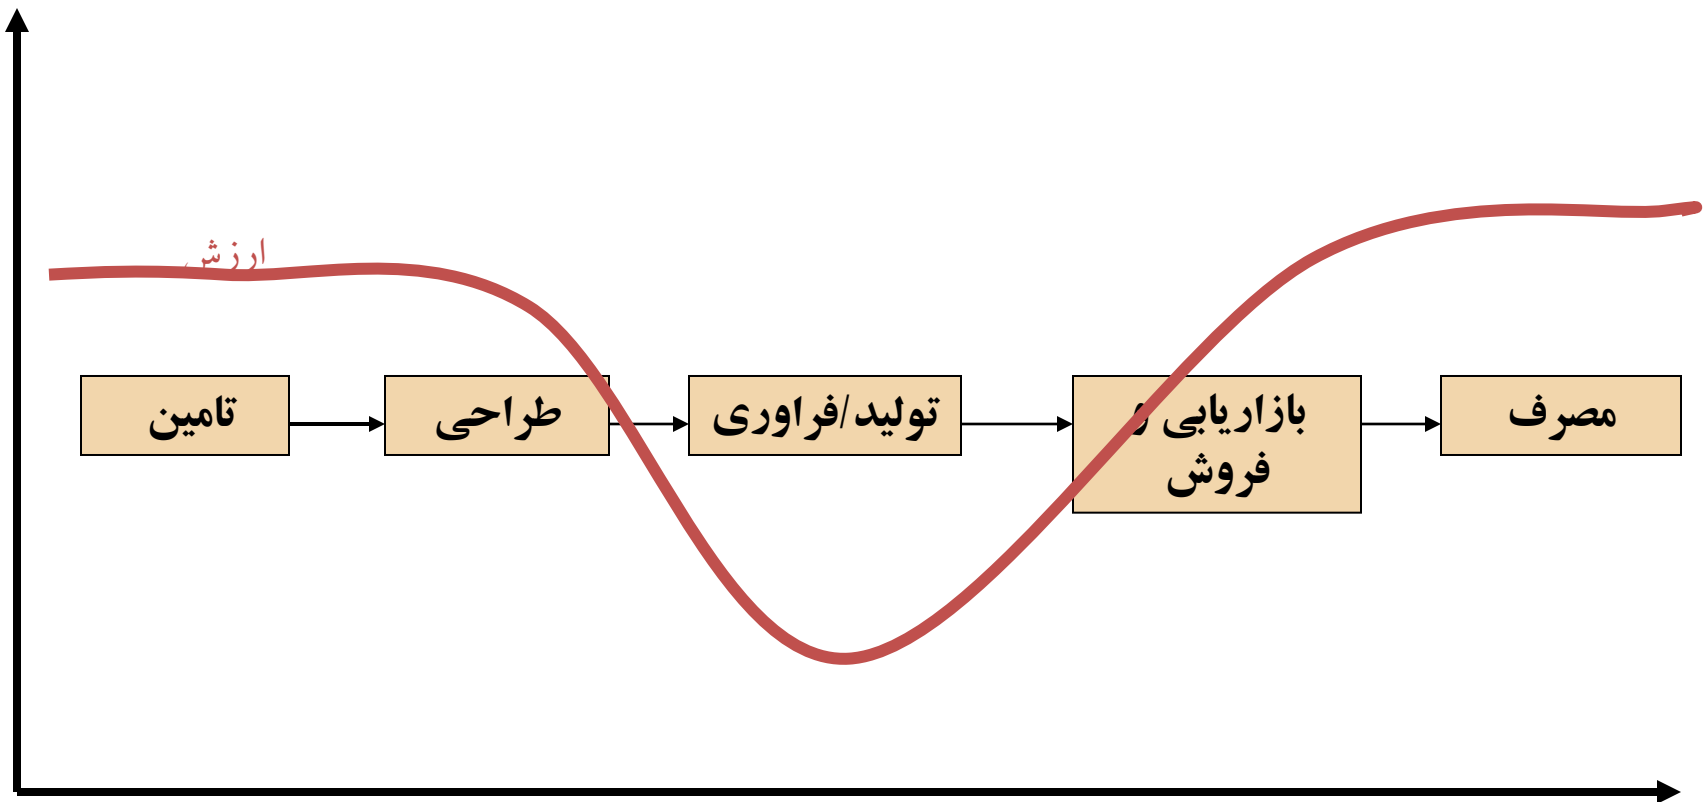 ارزش
تامین
طراحی
تولید/فراوری
بازاریابی و
فروش
مصرف